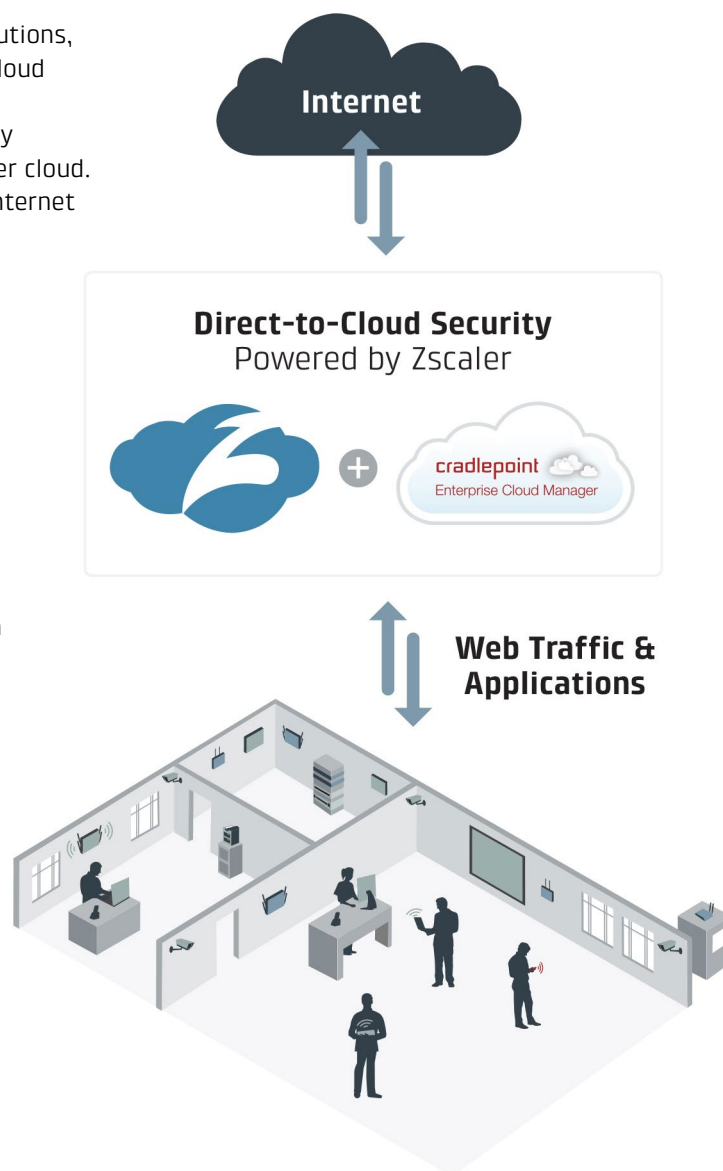 utions,
loud
y
er cloud.
nternet
n
Internet
Direct-to-Cloud Security
Powered by Zscaler
+
cradlepoint
Enterprise Cloud Manager
Web Traffic &
Applications